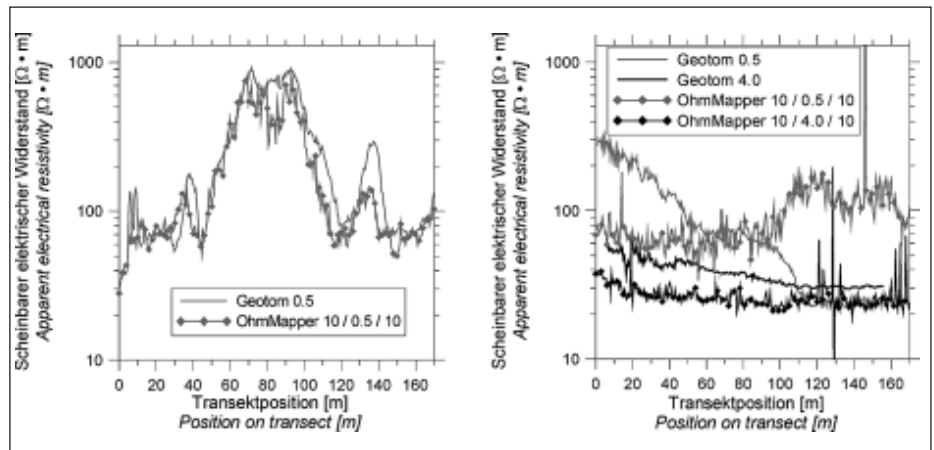 Scheinbarer elektrischer Widerstand [Ω • m]
Apparent electrical resistivity [Ω • m]
1000
100
10
Geotom 0.5
OhmMapper 10 / 0.5 / 10
0 20 40 60 80 100 120 140 160
Transektposition [m]
Position on transect [m]
Scheinbarer elektrischer Widerstand [Ω • m]
Apparent electrical resistivity [Ω • m]
1000
100
10
Geotom 0.5
Geotom 4.0
OhmMapper 10 / 0.5 / 10
OhmMapper 10 / 4.0 / 10
0 20 40 60 80 100 120 140 160
Transektposition [m]
Position on transect [m]